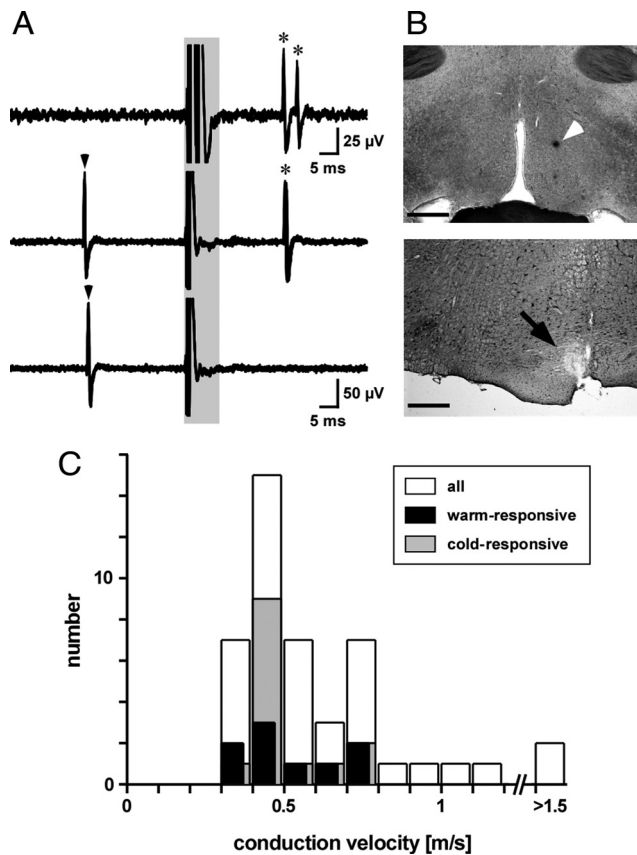 A
B
* *
25 µV
5 ms
*
50 µV
5 ms
C
all
warm-responsive
cold-responsive
number
10
0
0 0.5 1 >1.5
conduction velocity [m/s]